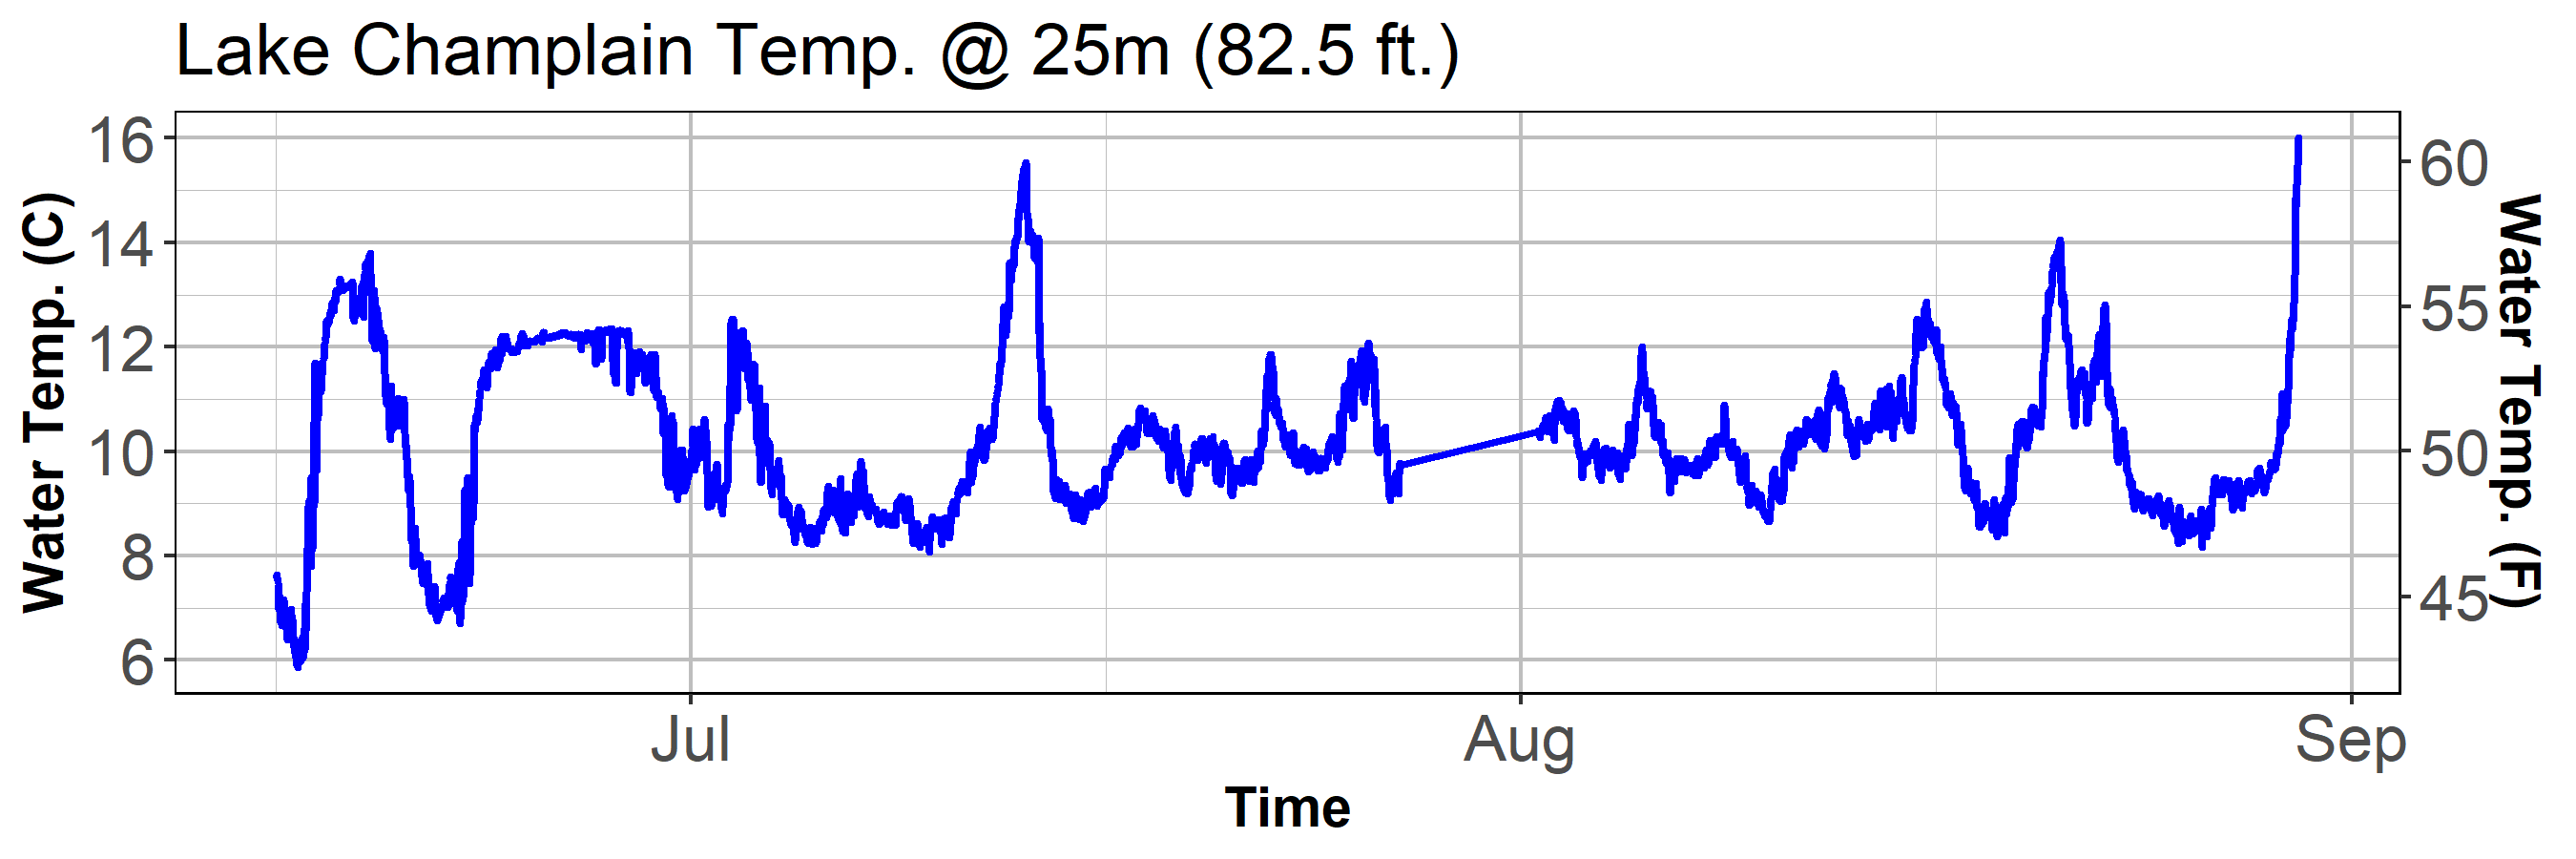 Lake Champlain Temp. @ 25m (82.5 ft.)
Water Temp. (C)
16
14
12
10
8
6
60
55
50
45
Water Temp. (F)
Jul
Aug
Sep
Time